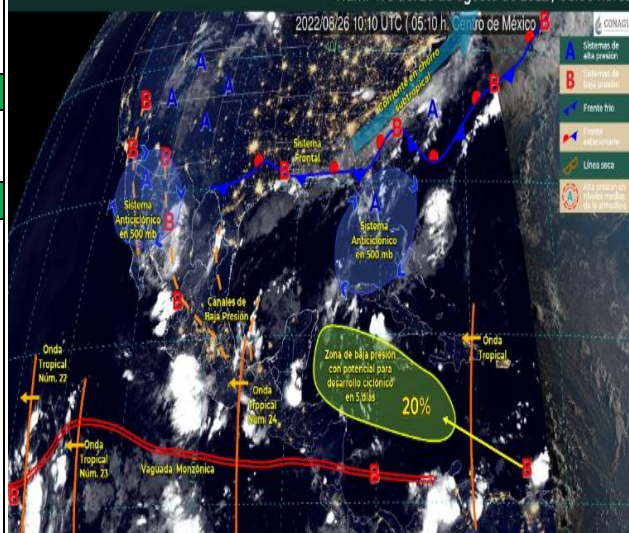 2022/08/26 10:10 UTC ( 05:10 h. Centro de México )
CONAGUA
A Sistemas de
alta presión
B Sistemas de
baja presión
Frente frío
Frente
estacionario
Línea seca
A Alta presión en
niveles medios
de la atmósfera
Corriente en chorro
subtropical
Sistema
Frontal
Sistema
Anticiclónico
en 500 mb
Sistema
Anticiclónico
en 500 mb
Canales de
Baja Presión
Zona de baja presión
con potencial para
desarrollo ciclónico
en 5 días
20%
Onda
Tropical
Onda
Tropical
Núm. 22
Onda
Tropical
Núm. 24
Onda
Tropical
Núm. 23
Vaguada Monzónica
A
A
A
A
A
A
A
B
B
B
B
B
B
B
B
B
B
B
B